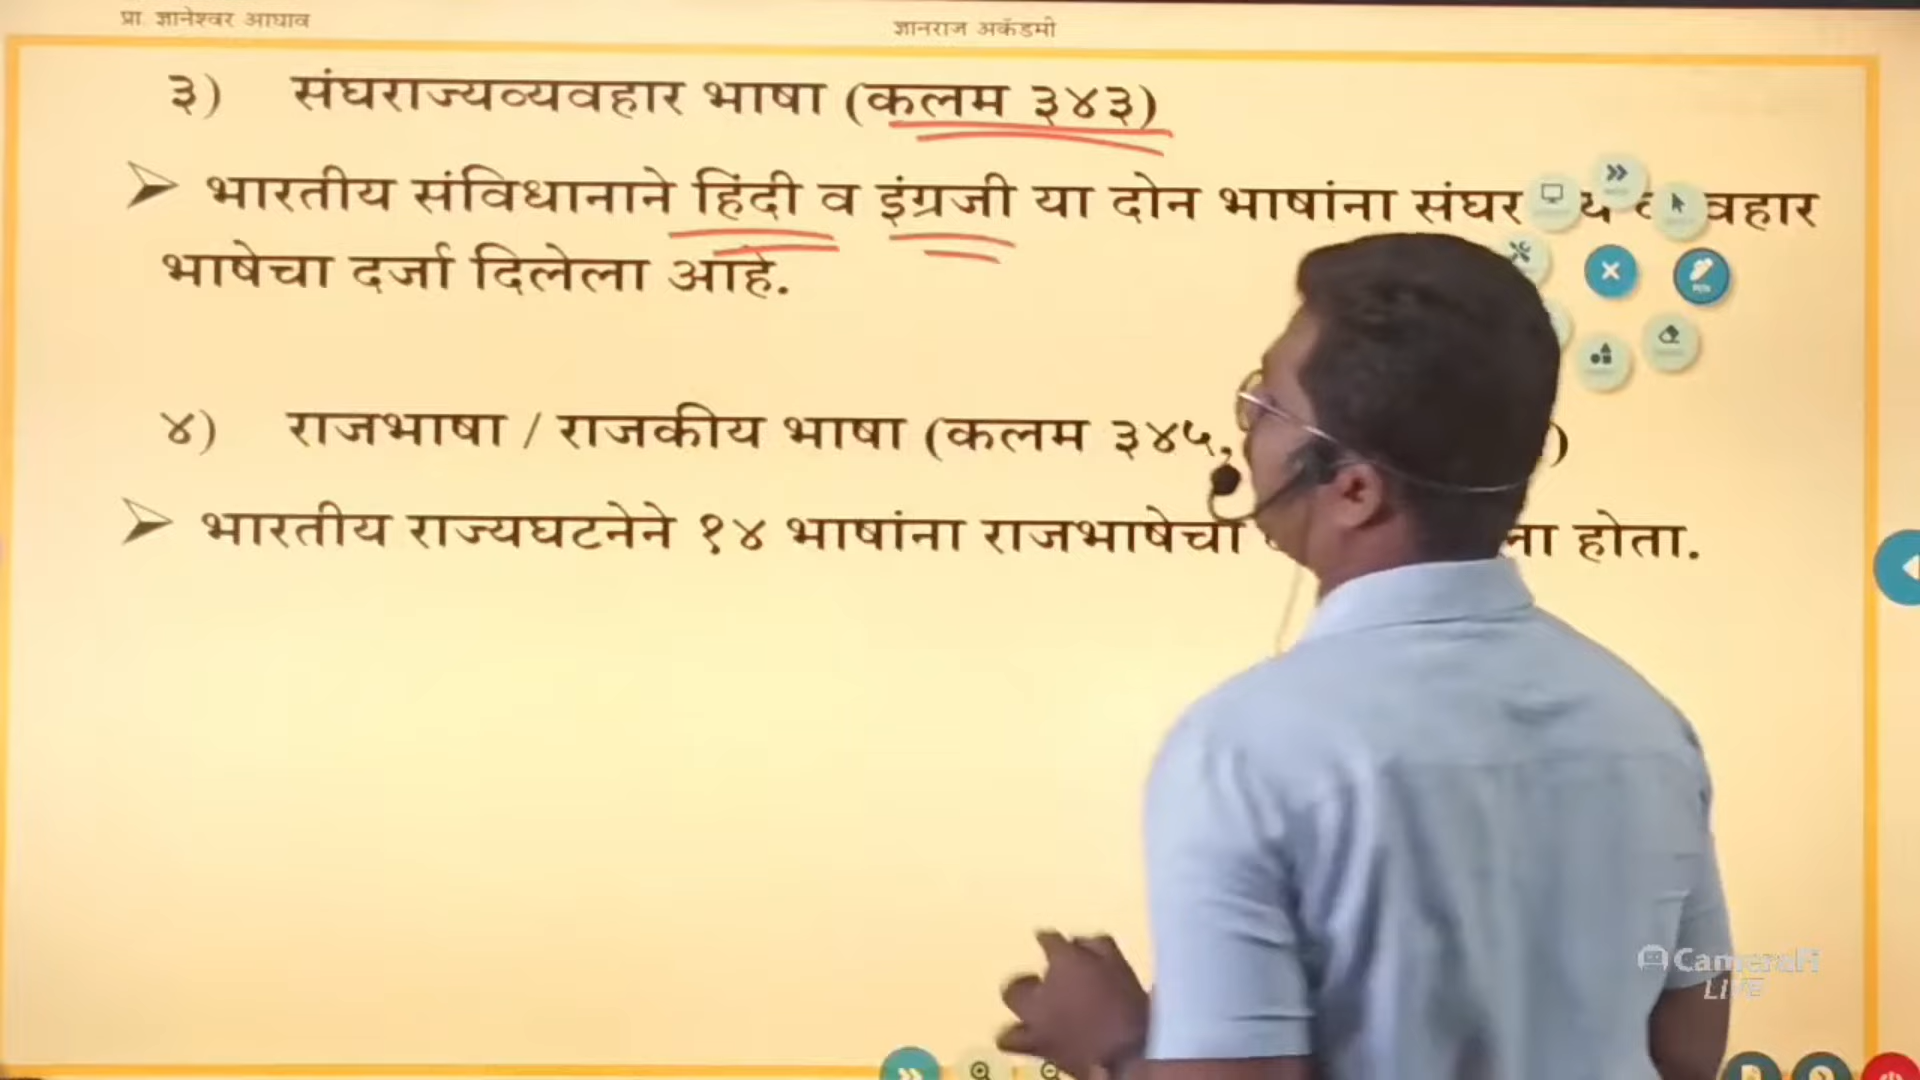 प्रा. ज्ञानेश्वर आघाव
ज्ञानराज अकॅडमी
३) संघराज्यव्यवहार भाषा (कलम ३४३)
भारतीय संविधानाने हिंदी व इंग्रजी या दोन भाषांना संघर वहार
भाषेचा दर्जा दिलेला आहे.
४) राजभाषा / राजकीय भाषा (कलम ३४५, )
भारतीय राज्यघटनेने १४ भाषांना राजभाषेचा ना होता.
CameraFi
LIVE